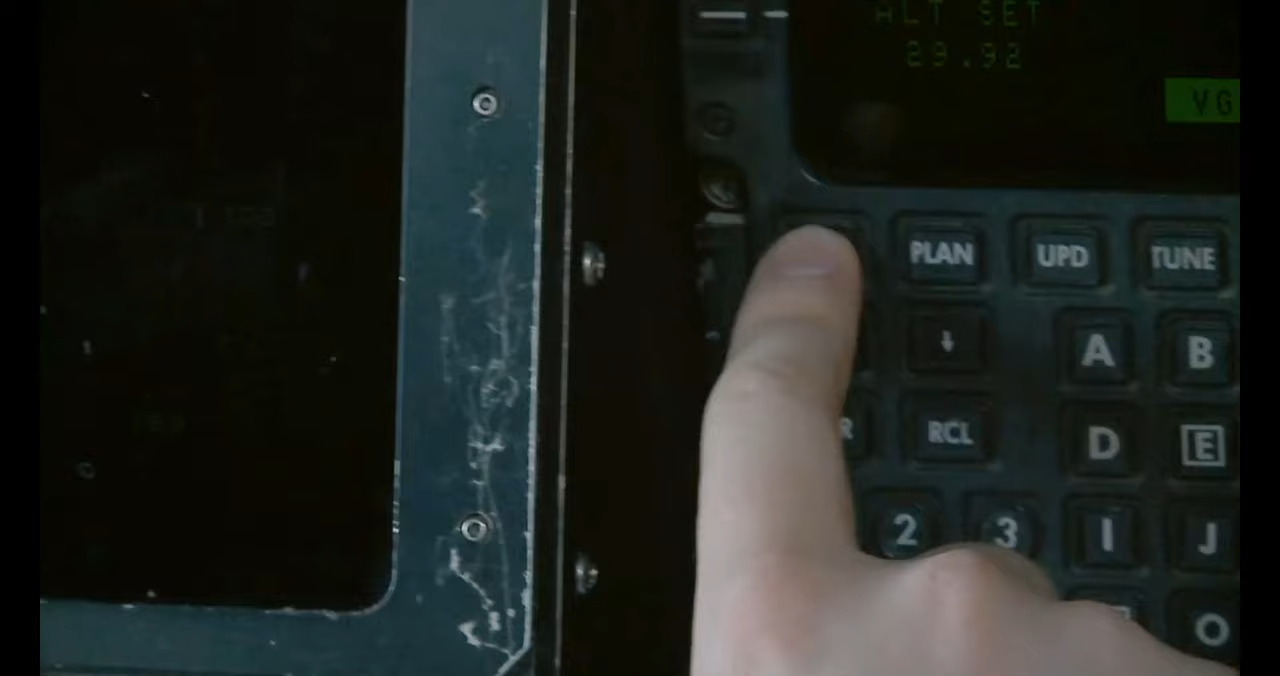 ALT SET
29.92
VG
PLAN UPD TUNE
↓ A B
R RCL D E
2 3 I J
O